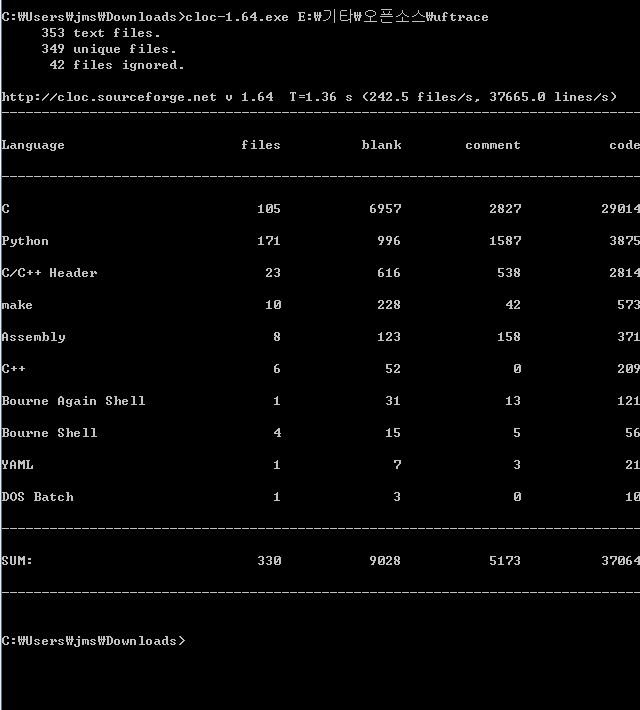 C:\Users\jms\Downloads>cloc-1.64.exe E:\기타\오픈소스\uftrace
353 text files.
349 unique files.
42 files ignored.
http://cloc.sourceforge.net v 1.64  T=1.36 s (242.5 files/s, 37665.0 lines/s)
Language files blank comment code
C 105 6957 2827 29014
Python 171 996 1587 3875
C/C++ Header 23 616 538 2814
make 10 228 42 573
Assembly 8 123 158 371
C++ 6 52 0 209
Bourne Again Shell 1 31 13 121
Bourne Shell 4 15 5 56
YAML 1 7 3 21
DOS Batch 1 3 0 10
SUM: 330 9028 5173 37064
C:\Users\jms\Downloads>